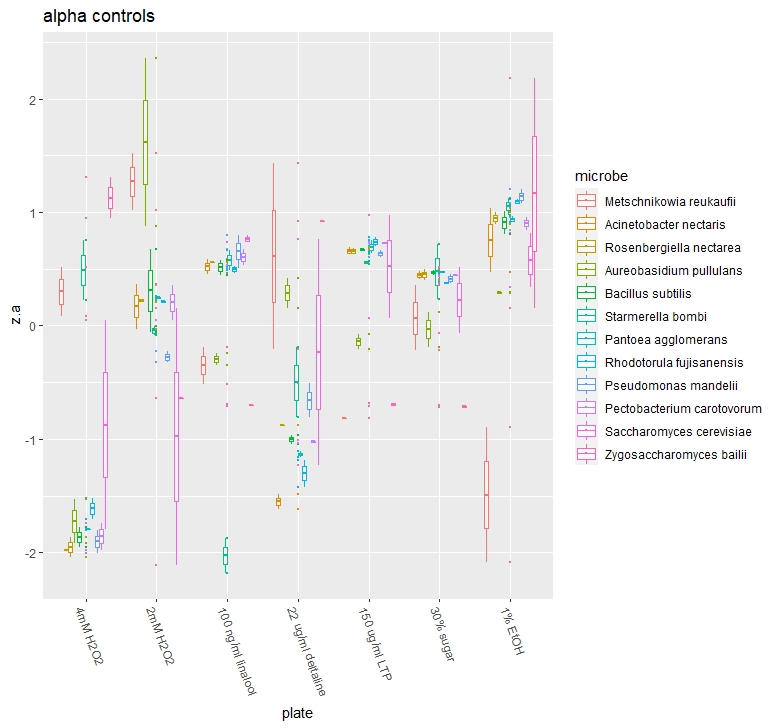 alpha controls
z.a
2
1
0
-1
-2
4mM H2O2
2mM H2O2
100 ng/ml linalool
22 ug/ml deltaline
150 ug/ml LTP
30% sugar
1% EtOH
plate
microbe
Metschnikowia reukaufii
Acinetobacter nectaris
Rosenbergiella nectarea
Aureobasidium pullulans
Bacillus subtilis
Starmerella bombi
Pantoea agglomerans
Rhodotorula fujisanensis
Pseudomonas mandelii
Pectobacterium carotovorum
Saccharomyces cerevisiae
Zygosaccharomyces bailii